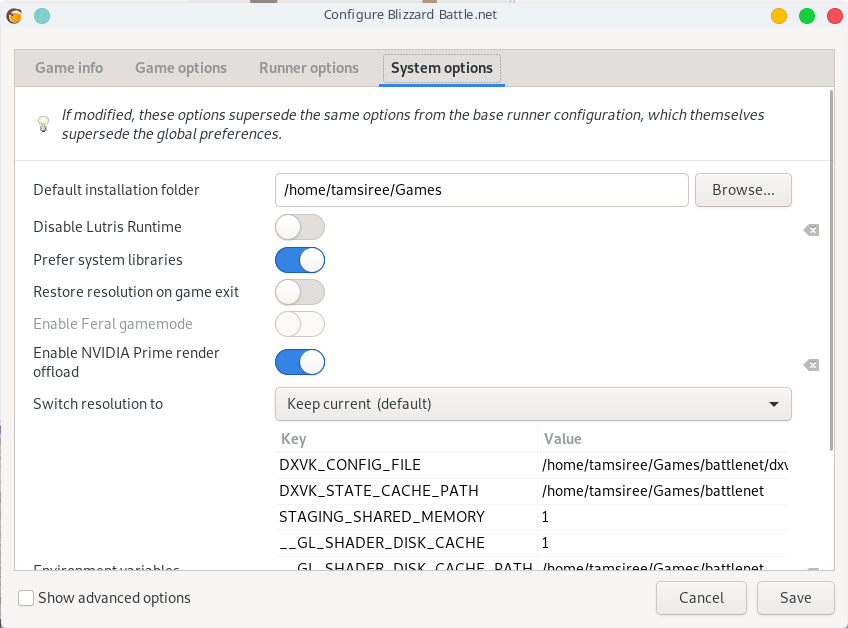 Configure Blizzard Battle.net
Game info Game options Runner options System options
If modified, these options supersede the same options from the base runner configuration, which themselves
supersede the global preferences.
Default installation folder /home/tamsiree/Games Browse...
Disable Lutris Runtime
Prefer system libraries
Restore resolution on game exit
Enable Feral gamemode
Enable NVIDIA Prime render
offload
Switch resolution to Keep current (default)
Key Value
DXVK_CONFIG_FILE /home/tamsiree/Games/battlenet/dxv
DXVK_STATE_CACHE_PATH /home/tamsiree/Games/battlenet
STAGING_SHARED_MEMORY 1
__GL_SHADER_DISK_CACHE 1
Environment variables __GL_SHADER_DISK_CACHE_PATH /home/tamsiree/Games/battlenet
Show advanced options Cancel Save